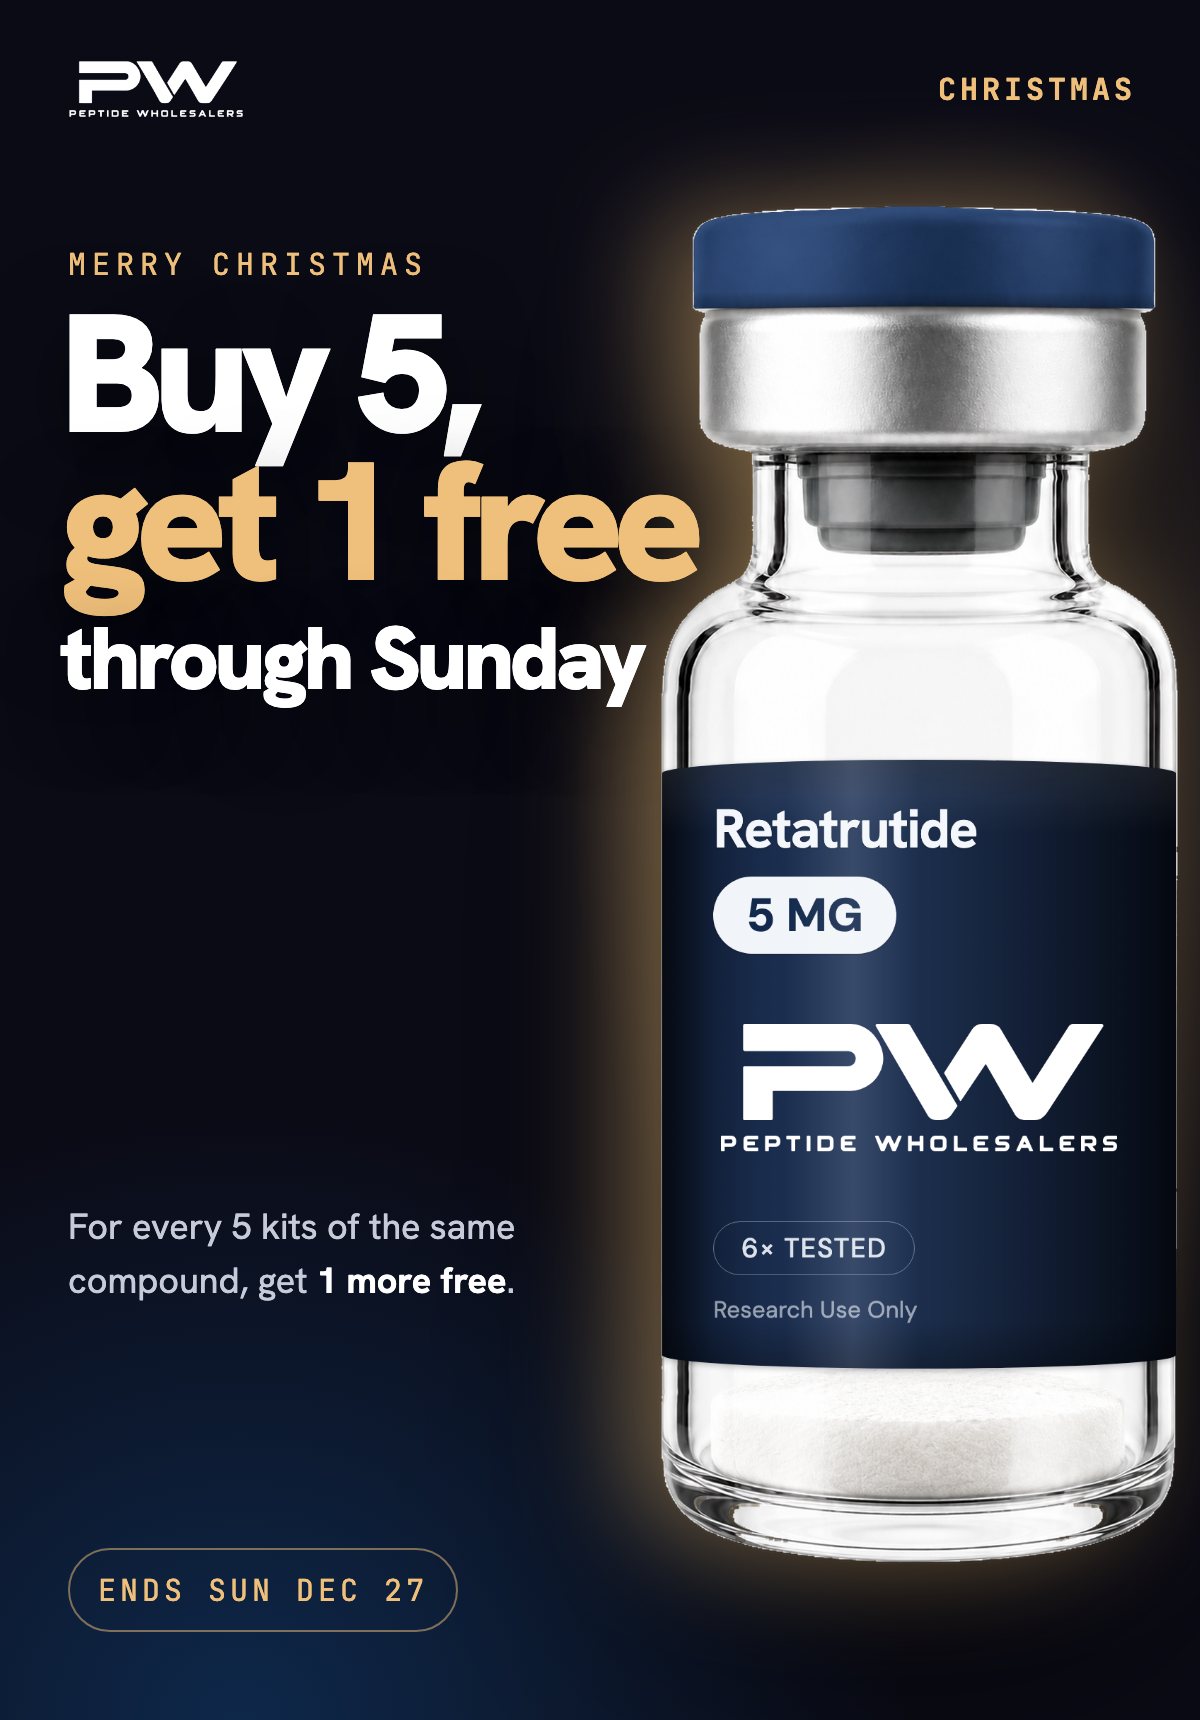 PW
PEPTIDE WHOLESALERS
CHRISTMAS
MERRY CHRISTMAS
Buy 5,
get 1 free
through Sunday
Retatrutide
5 MG
PW
PEPTIDE WHOLESALERS
6× TESTED
Research Use Only
For every 5 kits of the same
compound, get 1 more free.
ENDS SUN DEC 27